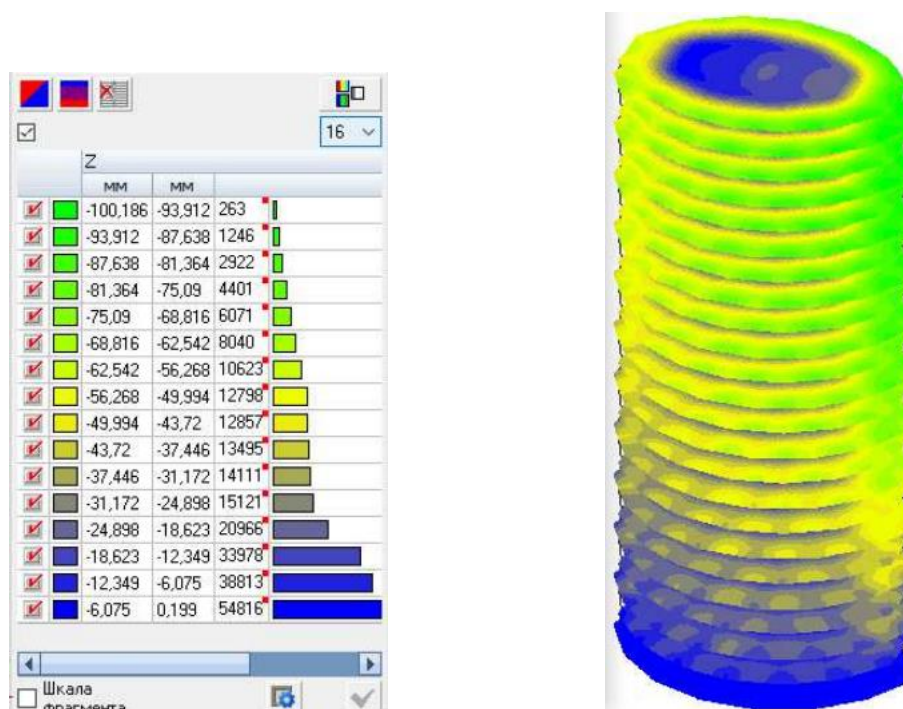 16
Z
мм мм
-100,186 -93,912 263
-93,912 -87,638 1246
-87,638 -81,364 2922
-81,364 -75,09 4401
-75,09 -68,816 6071
-68,816 -62,542 8040
-62,542 -56,268 10623
-56,268 -49,994 12798
-49,994 -43,72 12857
-43,72 -37,446 13495
-37,446 -31,172 14111
-31,172 -24,898 15121
-24,898 -18,623 20966
-18,623 -12,349 33978
-12,349 -6,075 38813
-6,075 0,199 54816
Шкала
фрагмента